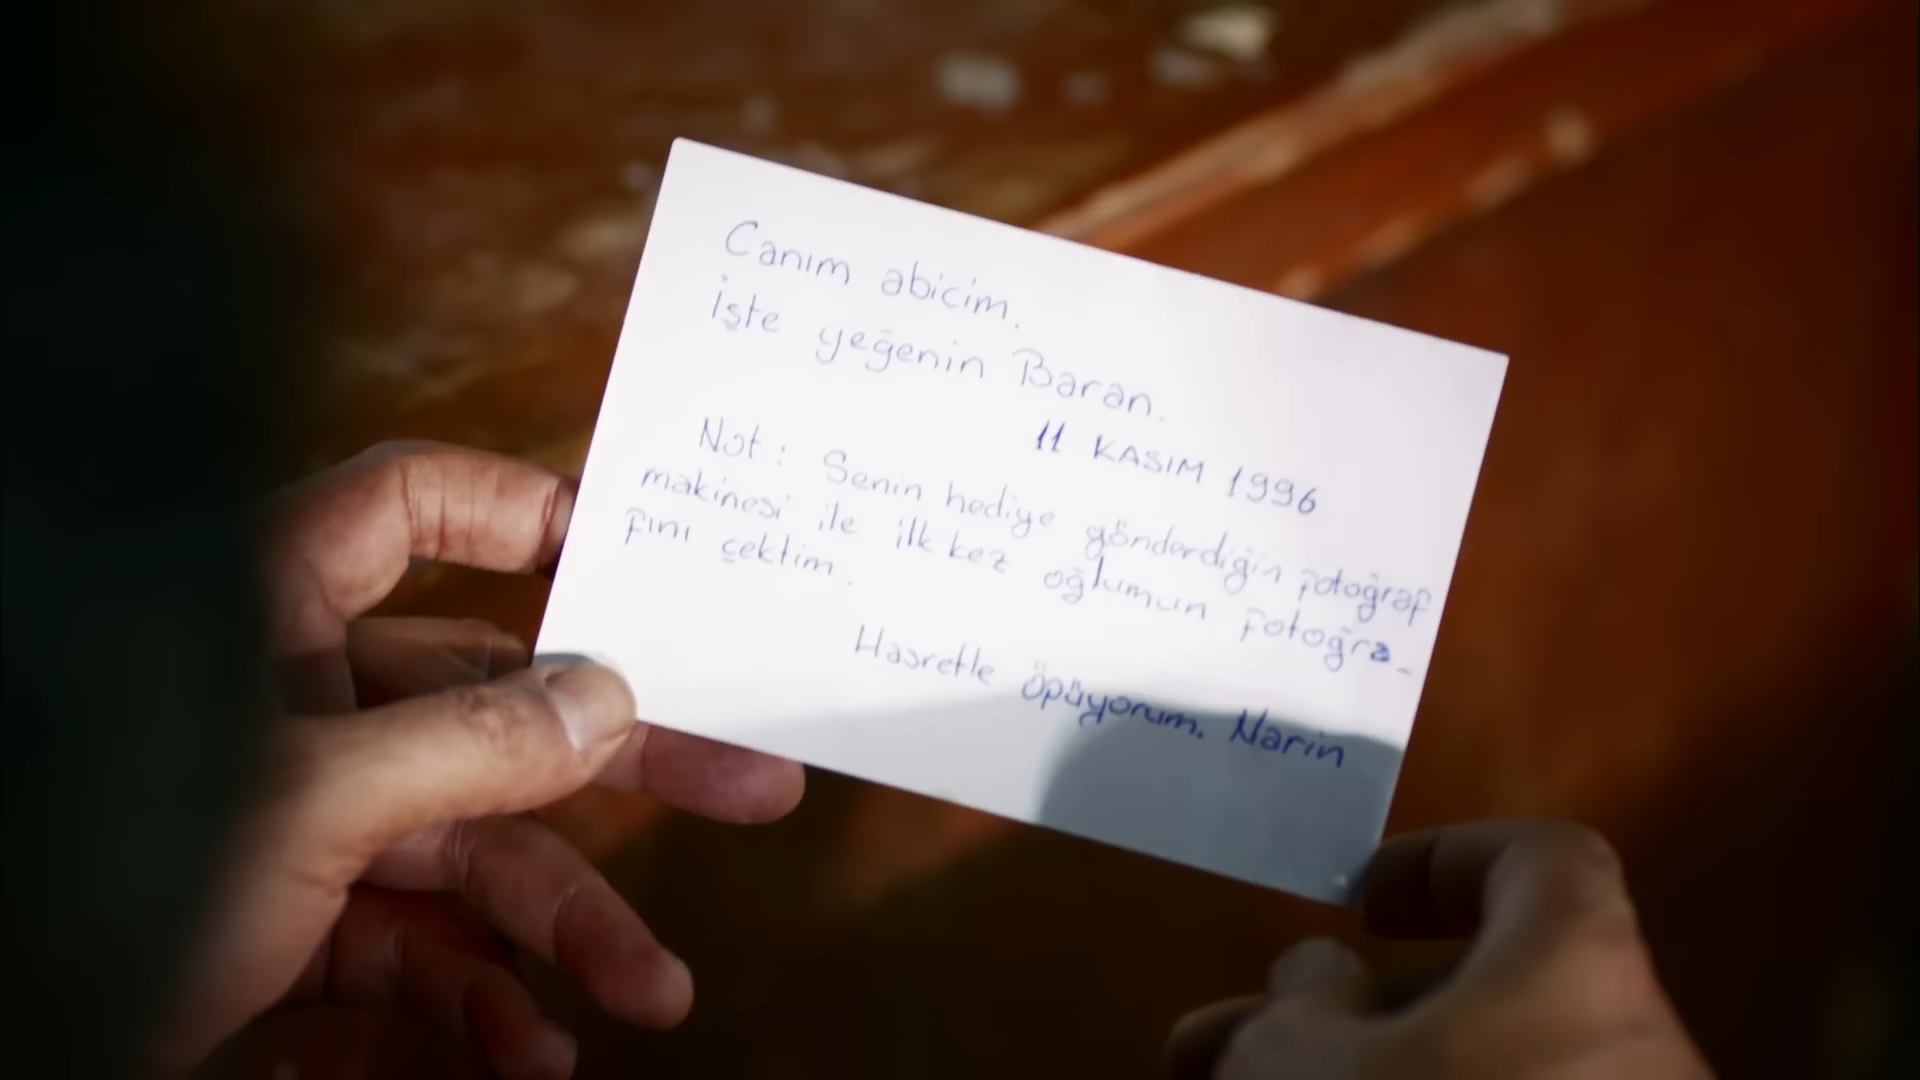 Canım abicim,
İşte yeğenin Baran.
11 KASIM 1996
Not: Senin hediye gönderdiğin fotoğraf
makinesi ile ilk kez oğlumun fotoğra_
fını çektim.
Hasretle öpüyorum. Narin